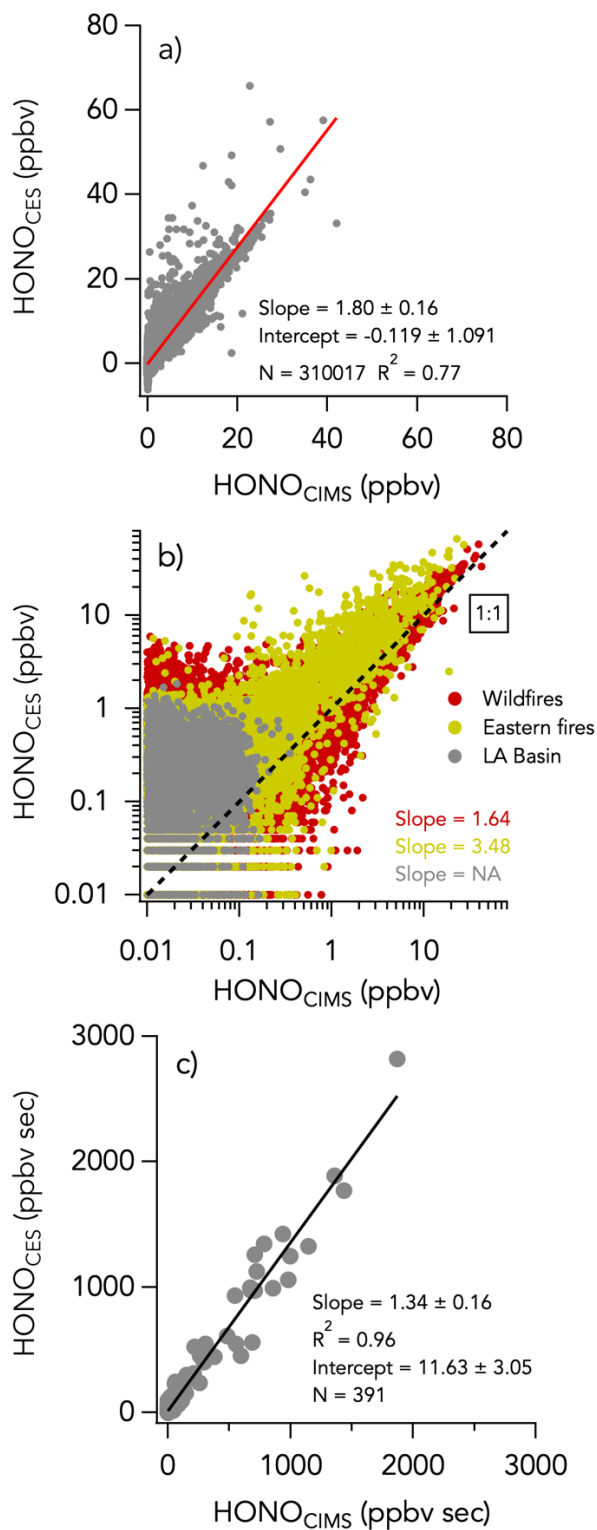 a)
80
60
40
20
0
HONO_CES (ppbv)
Slope = 1.80 ± 0.16
Intercept = -0.119 ± 1.091
N = 310017 R² = 0.77
0 20 40 60 80
HONO_CIMS (ppbv)
b)
10
1
0.1
0.01
HONO_CES (ppbv)
1:1
Wildfires
Eastern fires
LA Basin
Slope = 1.64
Slope = 3.48
Slope = NA
0.01 0.1 1 10
HONO_CIMS (ppbv)
c)
3000
2000
1000
0
HONO_CES (ppbv sec)
Slope = 1.34 ± 0.16
R² = 0.96
Intercept = 11.63 ± 3.05
N = 391
0 1000 2000 3000
HONO_CIMS (ppbv sec)